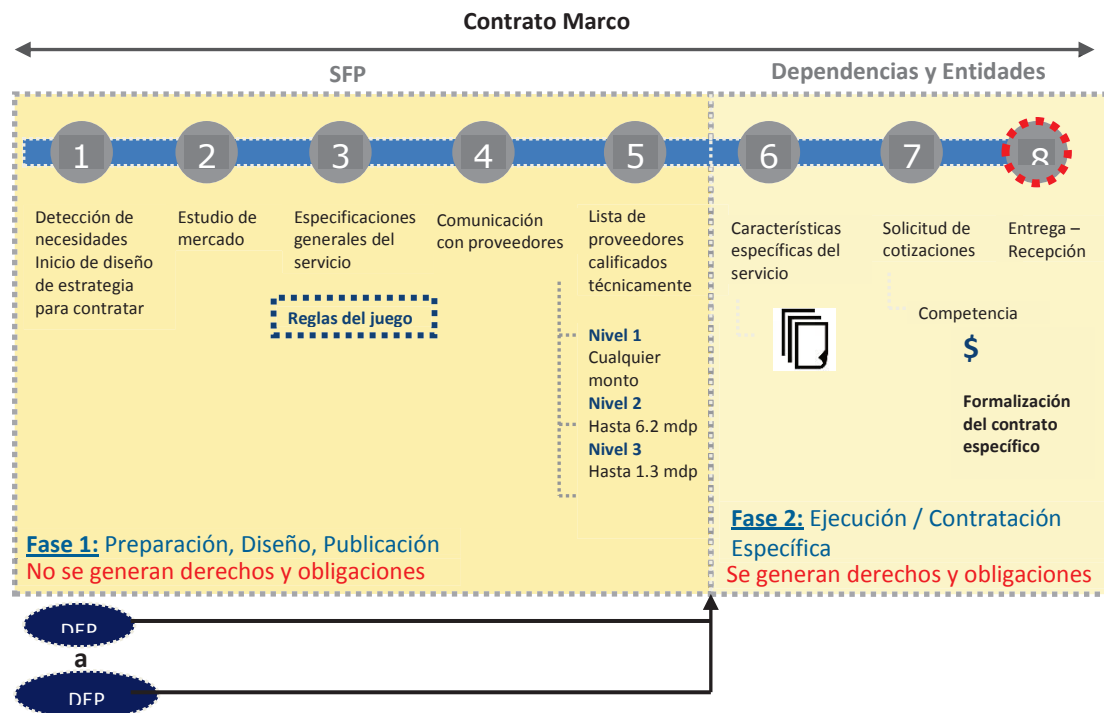 Contrato Marco
SFP
Dependencias y Entidades
1
2
3
4
5
6
7
8
Detección de
necesidades
Inicio de diseño
de estrategia
para contratar
Estudio de
mercado
Especificaciones
generales del
servicio
Reglas del juego
Comunicación
con proveedores
Lista de
proveedores
calificados
técnicamente
Nivel 1
Cualquier
monto
Nivel 2
Hasta 6.2 mdp
Nivel 3
Hasta 1.3 mdp
Características
específicas del
servicio
Solicitud de
cotizaciones
Competencia
$
Entrega –
Recepción
Formalización
del contrato
específico
Fase 1: Preparación, Diseño, Publicación
No se generan derechos y obligaciones
Fase 2: Ejecución / Contratación
Específica
Se generan derechos y obligaciones
DEP
a
DEP